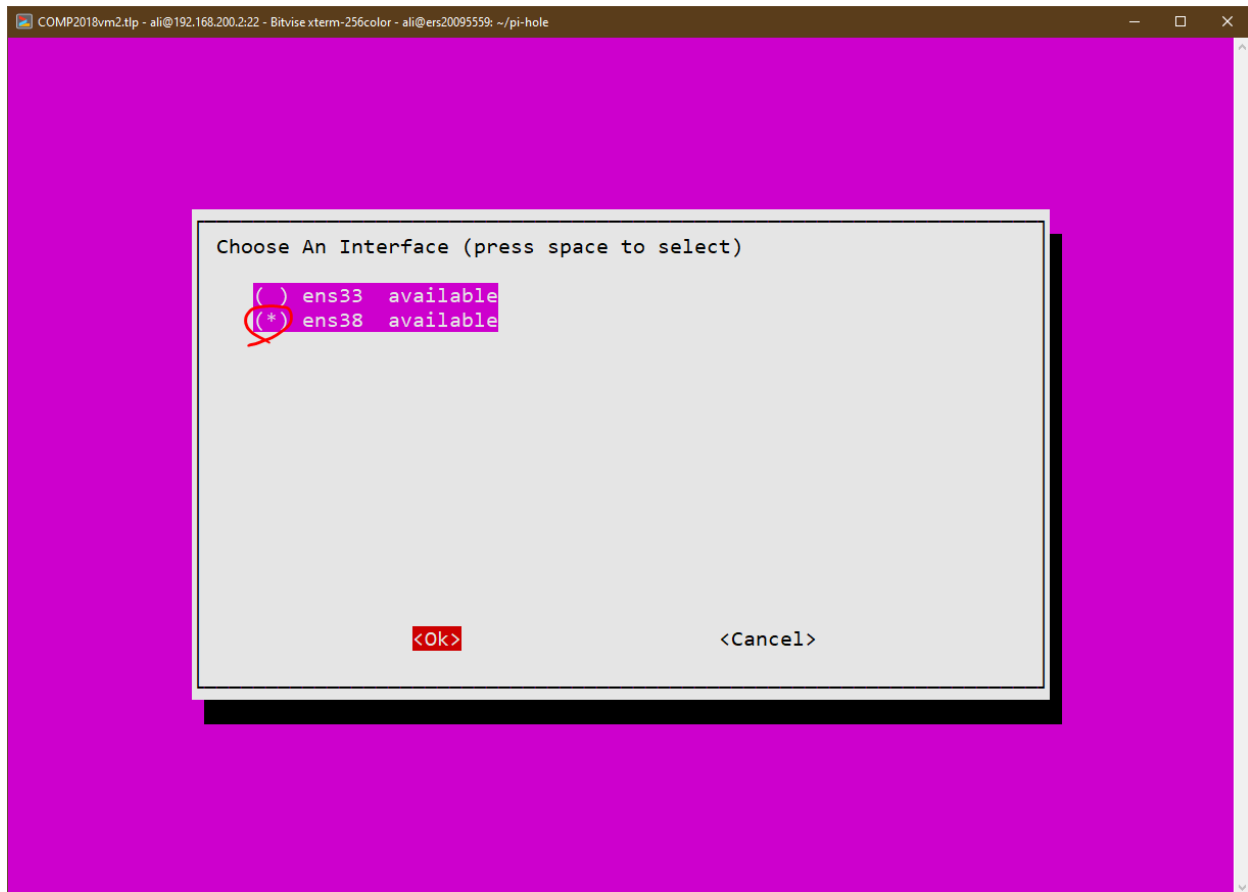 COMP2018vm2.tlp - ali@192.168.200.2:22 - Bitvise xterm-256color - ali@ers20095559: ~/pi-hole
Choose An Interface (press space to select)
( ) ens33 available
(*) ens38 available
<Ok> <Cancel>